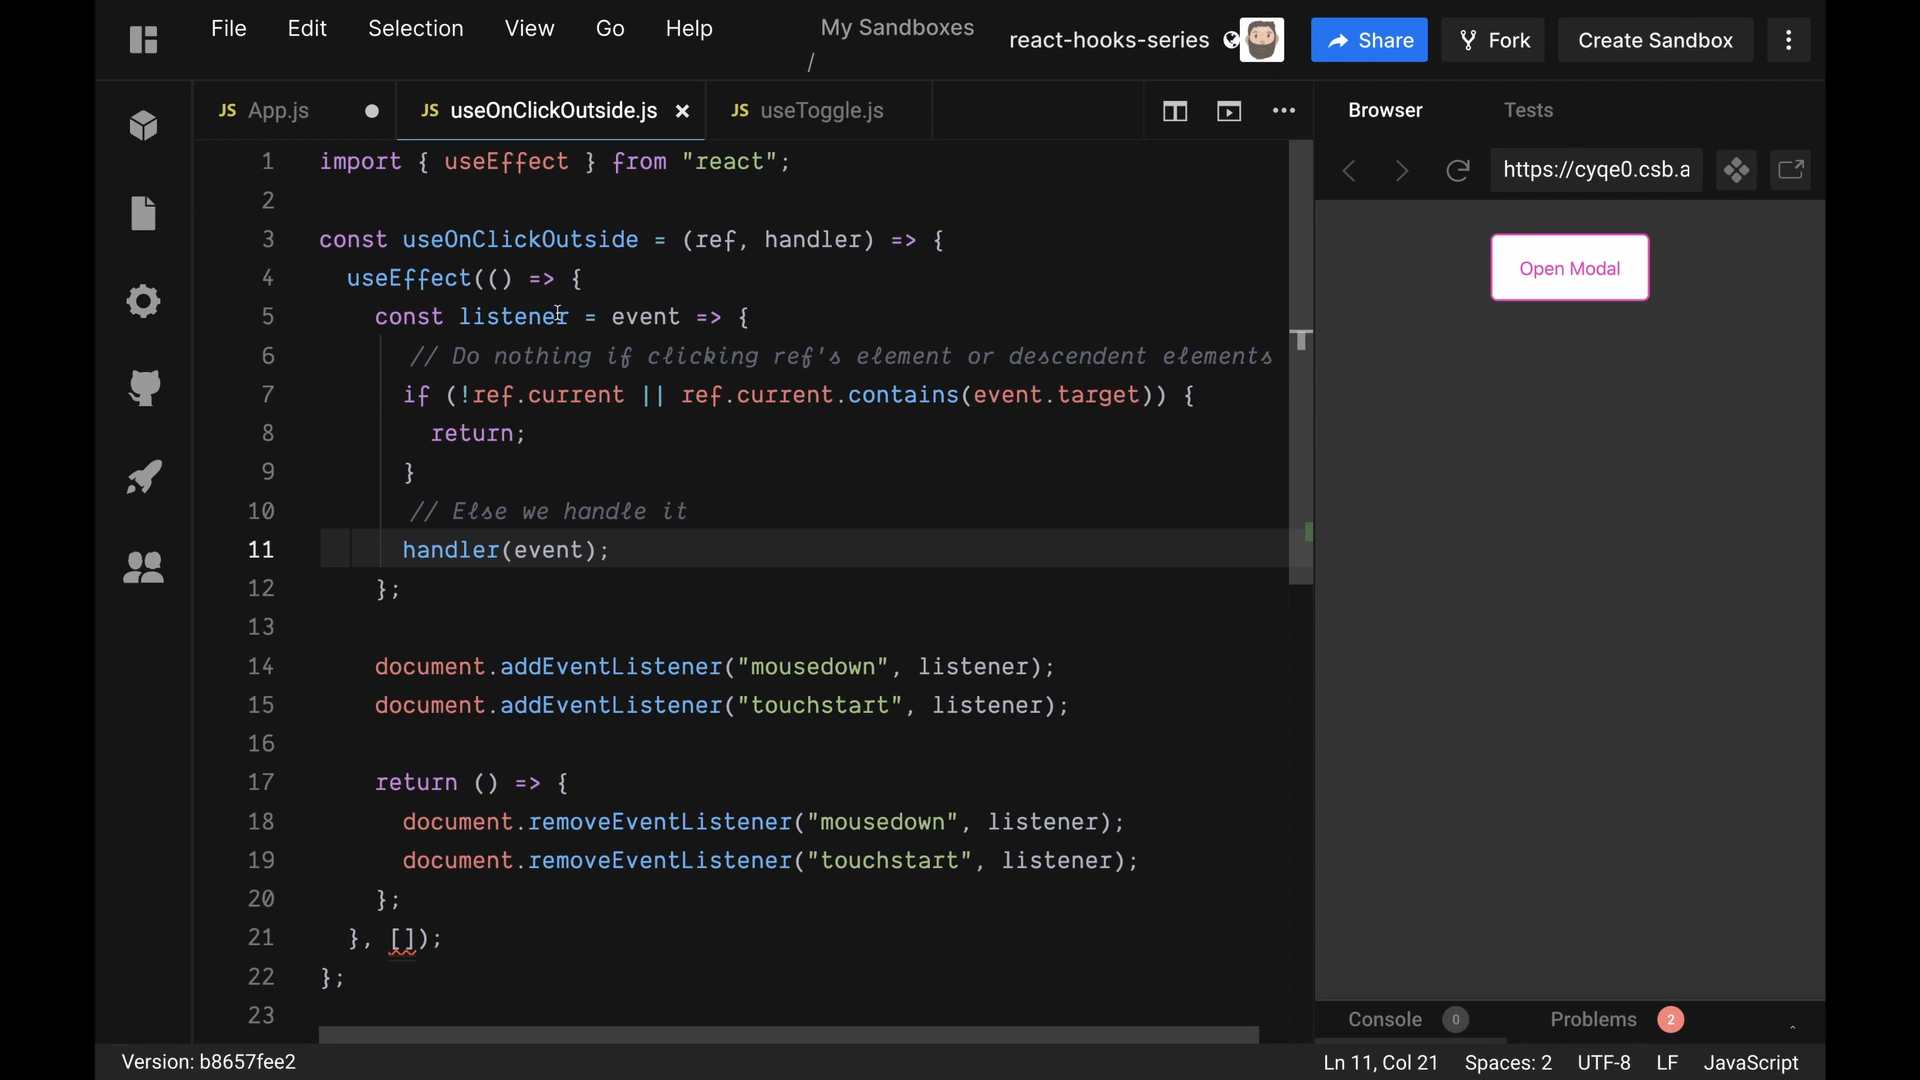 File Edit Selection View Go Help
My Sandboxes
/
react-hooks-series
Share
Fork
Create Sandbox
JS App.js
JS useOnClickOutside.js
JS useToggle.js
Browser Tests
https://cyqe0.csb.a
1 import { useEffect } from "react";
2
3 const useOnClickOutside = (ref, handler) => {
4 useEffect(() => {
5 const listener = event => {
6 // Do nothing if clicking ref's element or descendent elements
7 if (!ref.current || ref.current.contains(event.target)) {
8 return;
9 }
10 // Else we handle it
11 handler(event);
12 };
13
14 document.addEventListener("mousedown", listener);
15 document.addEventListener("touchstart", listener);
16
17 return () => {
18 document.removeEventListener("mousedown", listener);
19 document.removeEventListener("touchstart", listener);
20 };
21 }, []);
22 };
23
Open Modal
Console 0 Problems 2
Version: b8657fee2
Ln 11, Col 21 Spaces: 2 UTF-8 LF JavaScript